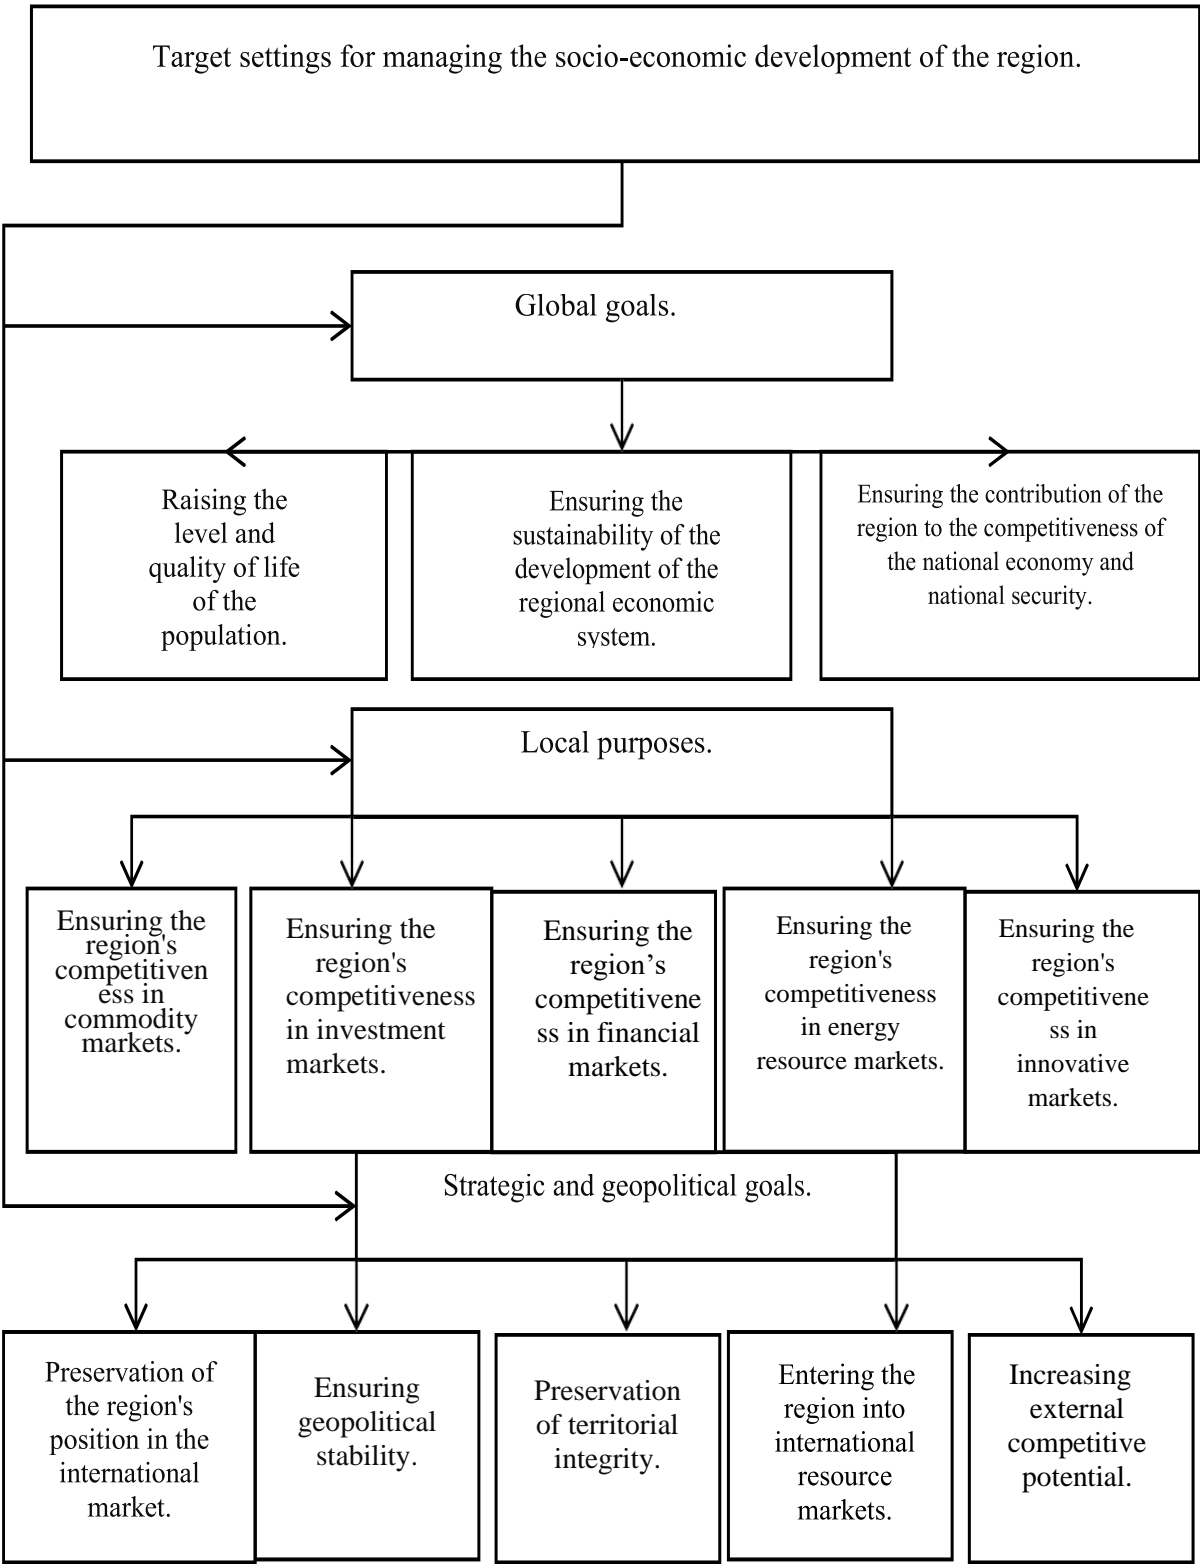 Target settings for managing the socio-economic development of the region.
Global goals.
Raising the
level and
quality of life
of the
population.
Ensuring the
sustainability of the
development of the
regional economic
system.
Ensuring the contribution of the
region to the competitiveness of
the national economy and
national security.
Local purposes.
Ensuring the
region's
competitiven
ess in
commodity
markets.
Ensuring the
region's
competitiveness
in investment
markets.
Ensuring the
region’s
competitivene
ss in financial
markets.
Ensuring the
region's
competitiveness
in energy
resource markets.
Ensuring the
region's
competitivene
ss in
innovative
markets.
Strategic and geopolitical goals.
Preservation of
the region's
position in the
international
market.
Ensuring
geopolitical
stability.
Preservation
of territorial
integrity.
Entering the
region into
international
resource
markets.
Increasing
external
competitive
potential.